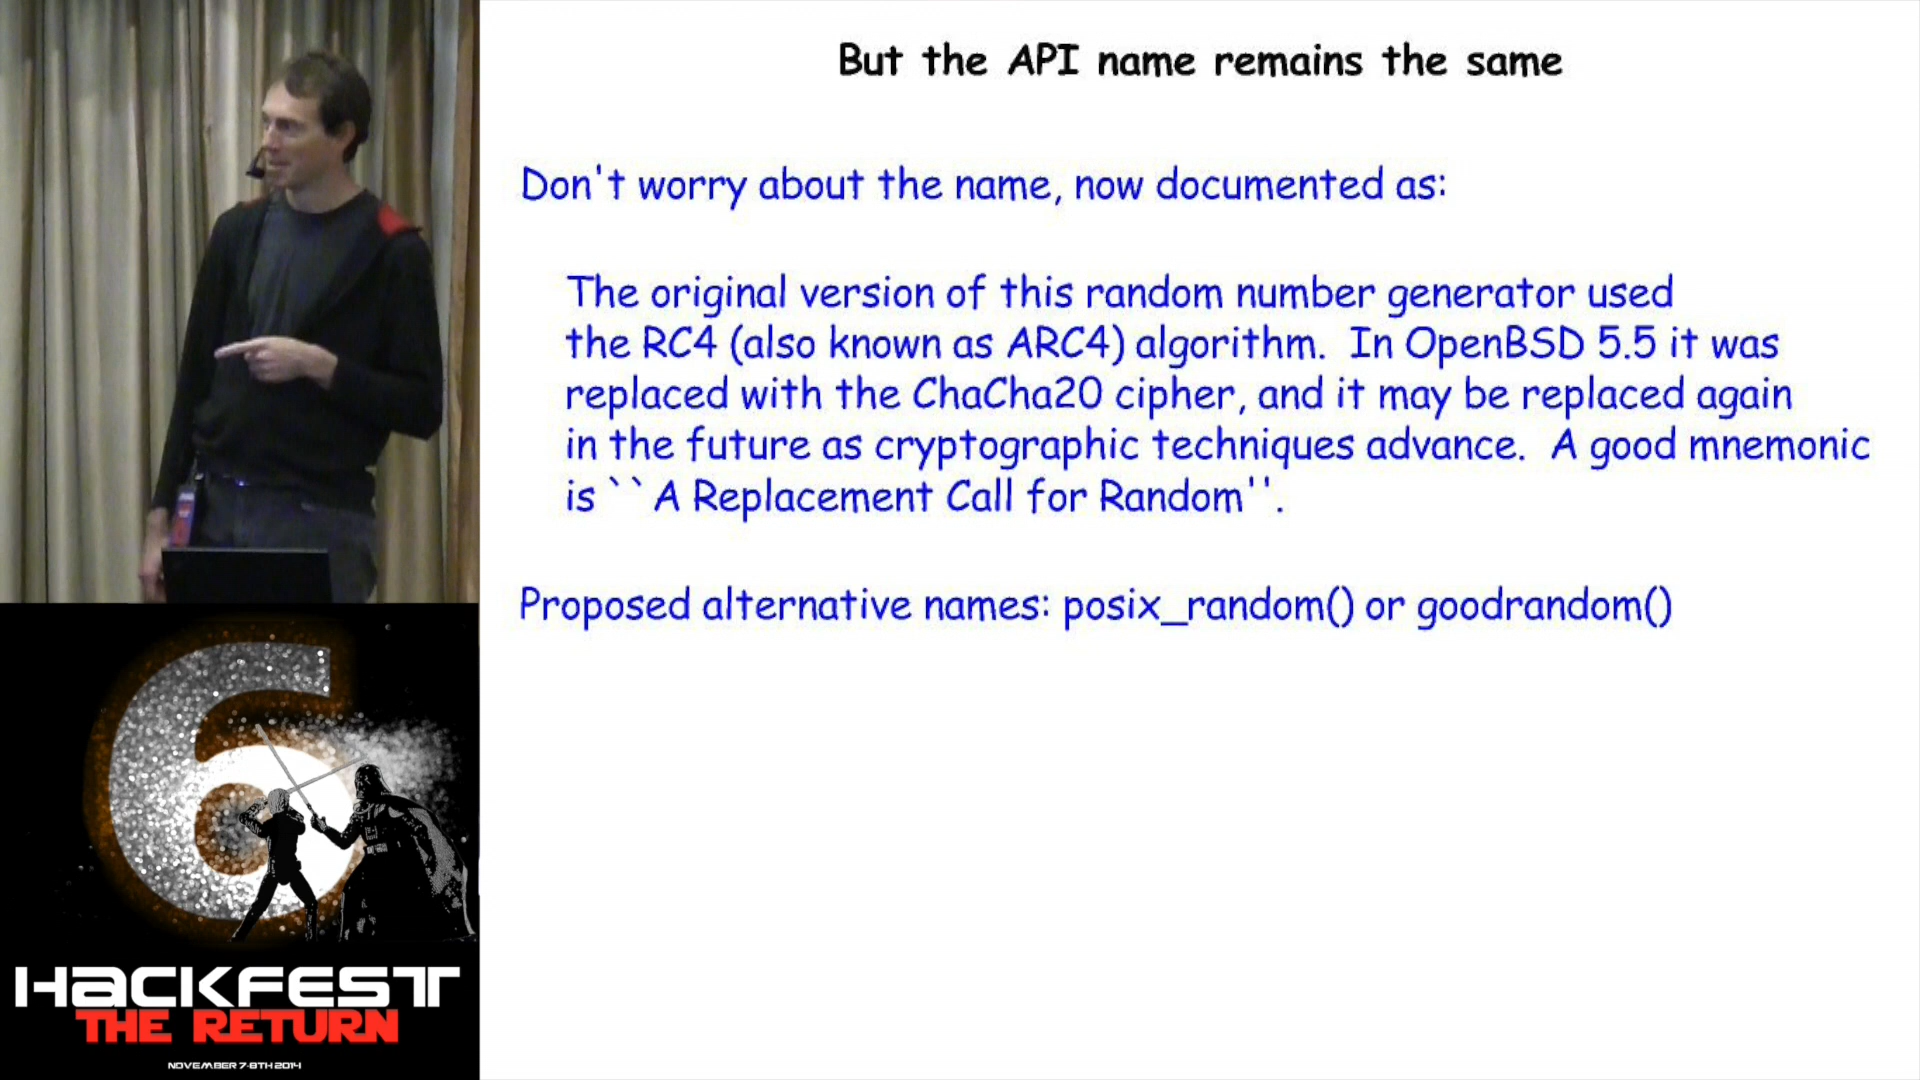 But the API name remains the same
Don't worry about the name, now documented as:
The original version of this random number generator used
the RC4 (also known as ARC4) algorithm. In OpenBSD 5.5 it was
replaced with the ChaCha20 cipher, and it may be replaced again
in the future as cryptographic techniques advance. A good mnemonic
is ``A Replacement Call for Random''.
Proposed alternative names: posix_random() or goodrandom()
6
HACKFEST
THE RETURN
NOVEMBER 7-8TH 2014